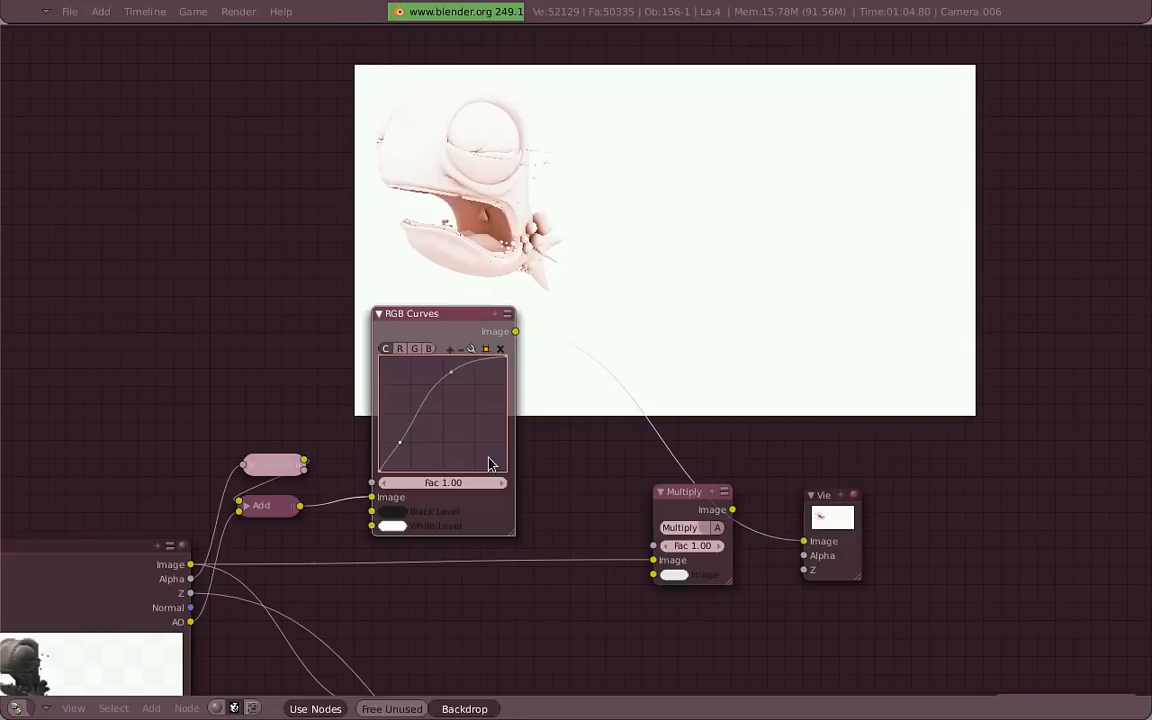 File Add Timeline Game Render Help www.blender.org 249.1 Ve:52129 | Fa:50335 | Ob:156-1 | La:4 | Mem:15.78M (91.56M) | Time:01:04.80 | Camera.006
RGB Curves
Image
C R G B
Fac 1.00
Image
Black Level
White Level
Add
Image
Alpha
Z
Normal
AO
Multiply
Image
Multiply A
Fac 1.00
Image
Image
Vie
Image
Alpha
Z
View Select Add Node Use Nodes Free Unused Backdrop